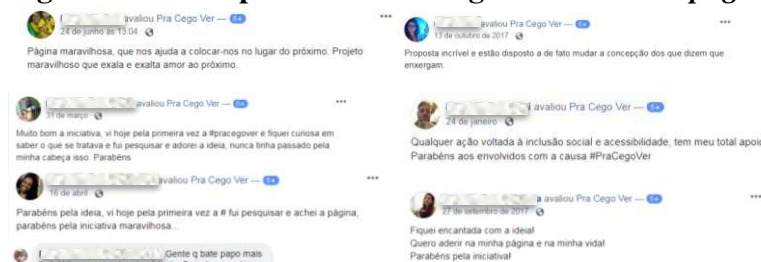 avaliou Pra Cego Ver — 5★
24 de junho às 13:04
Página maravilhosa, que nos ajuda a colocar-nos no lugar do próximo. Projeto
maravilhoso que exala e exalta amor ao próximo.
avaliou Pra Cego Ver — 5★
31 de março
Muito bom a iniciativa, vi hoje pela primeira vez a #pracegover e fiquei curiosa em
saber o que se tratava e fui pesquisar e adorei a ideia, nunca tinha passado pela
minha cabeça isso. Parabéns
avaliou Pra Cego Ver — 5★
16 de abril
Parabéns pela ideia, vi hoje pela primeira vez a # fui pesquisar e achei a página,
parabéns pela iniciativa maravilhosa...
Gente q bate papo mais
avaliou Pra Cego Ver — 5★
13 de outubro de 2017
Proposta incrível e estão disposto a de fato mudar a concepção dos que dizem que
enxergam.
avaliou Pra Cego Ver — 5★
24 de janeiro
Qualquer ação voltada à inclusão social e acessibilidade, tem meu total apoio
Parabéns aos envolvidos com a causa #PraCegoVer
a avaliou Pra Cego Ver — 5★
27 de setembro de 2017
Fiquei encantada com a ideia!
Quero aderir na minha página e na minha vida!
Parabéns pela iniciativa!